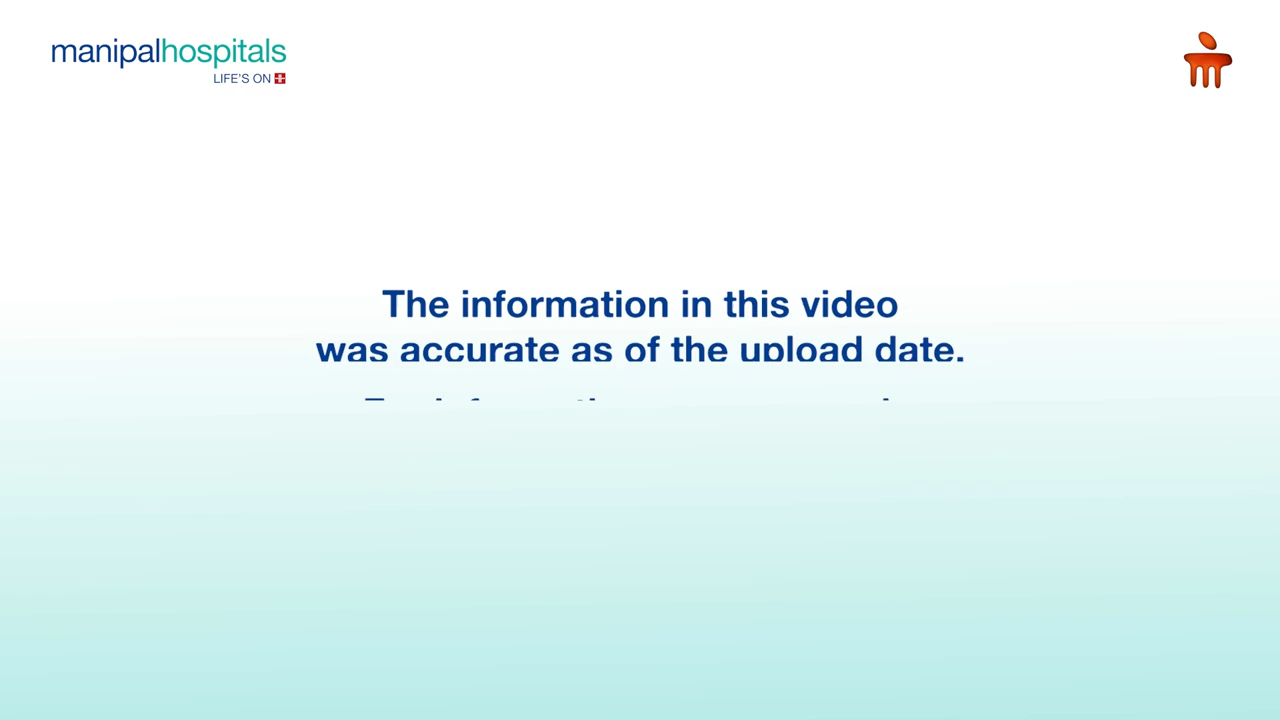 manipalhospitals
LIFE'S ON
The information in this video
was accurate as of the upload date.